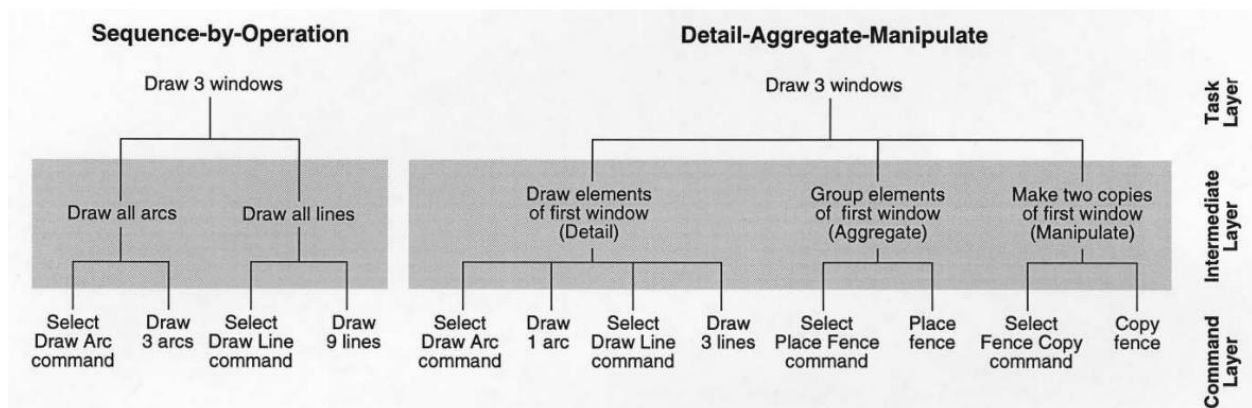 Sequence-by-Operation
Detail-Aggregate-Manipulate
Draw 3 windows
Draw 3 windows
Task
Layer
Draw all arcs
Draw all lines
Draw elements
of first window
(Detail)
Group elements
of first window
(Aggregate)
Make two copies
of first window
(Manipulate)
Intermediate
Layer
Select
Draw Arc
command
Draw
3 arcs
Select
Draw Line
command
Draw
9 lines
Select
Draw Arc
command
Draw
1 arc
Select
Draw Line
command
Draw
3 lines
Select
Place Fence
command
Place
fence
Select
Fence Copy
command
Copy
fence
Command
Layer